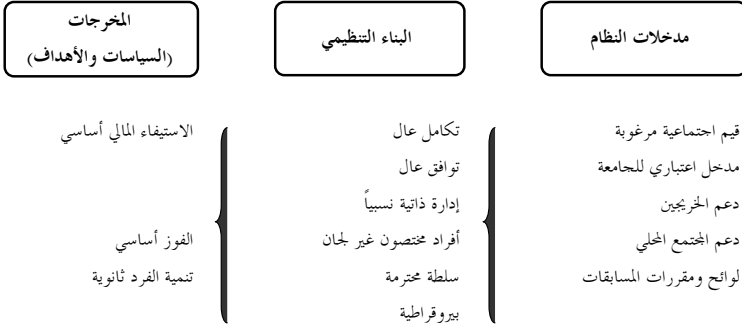 مدخلات النظام
البناء التنظيمي
المخرجات
(السياسات والأهداف)
قيم اجتماعية مرغوبة
مدخل اعتباري للجامعة
دعم الخريجين
دعم المجتمع المحلي
لوائح ومقررات المسابقات
تكامل عال
توافق عال
إدارة ذاتية نسبياً
أفراد مختصون غير لجان
سلطة محترمة
بيروقراطية
الاستيفاء المالي أساسي
الفوز أساسي
تنمية الفرد ثانوية